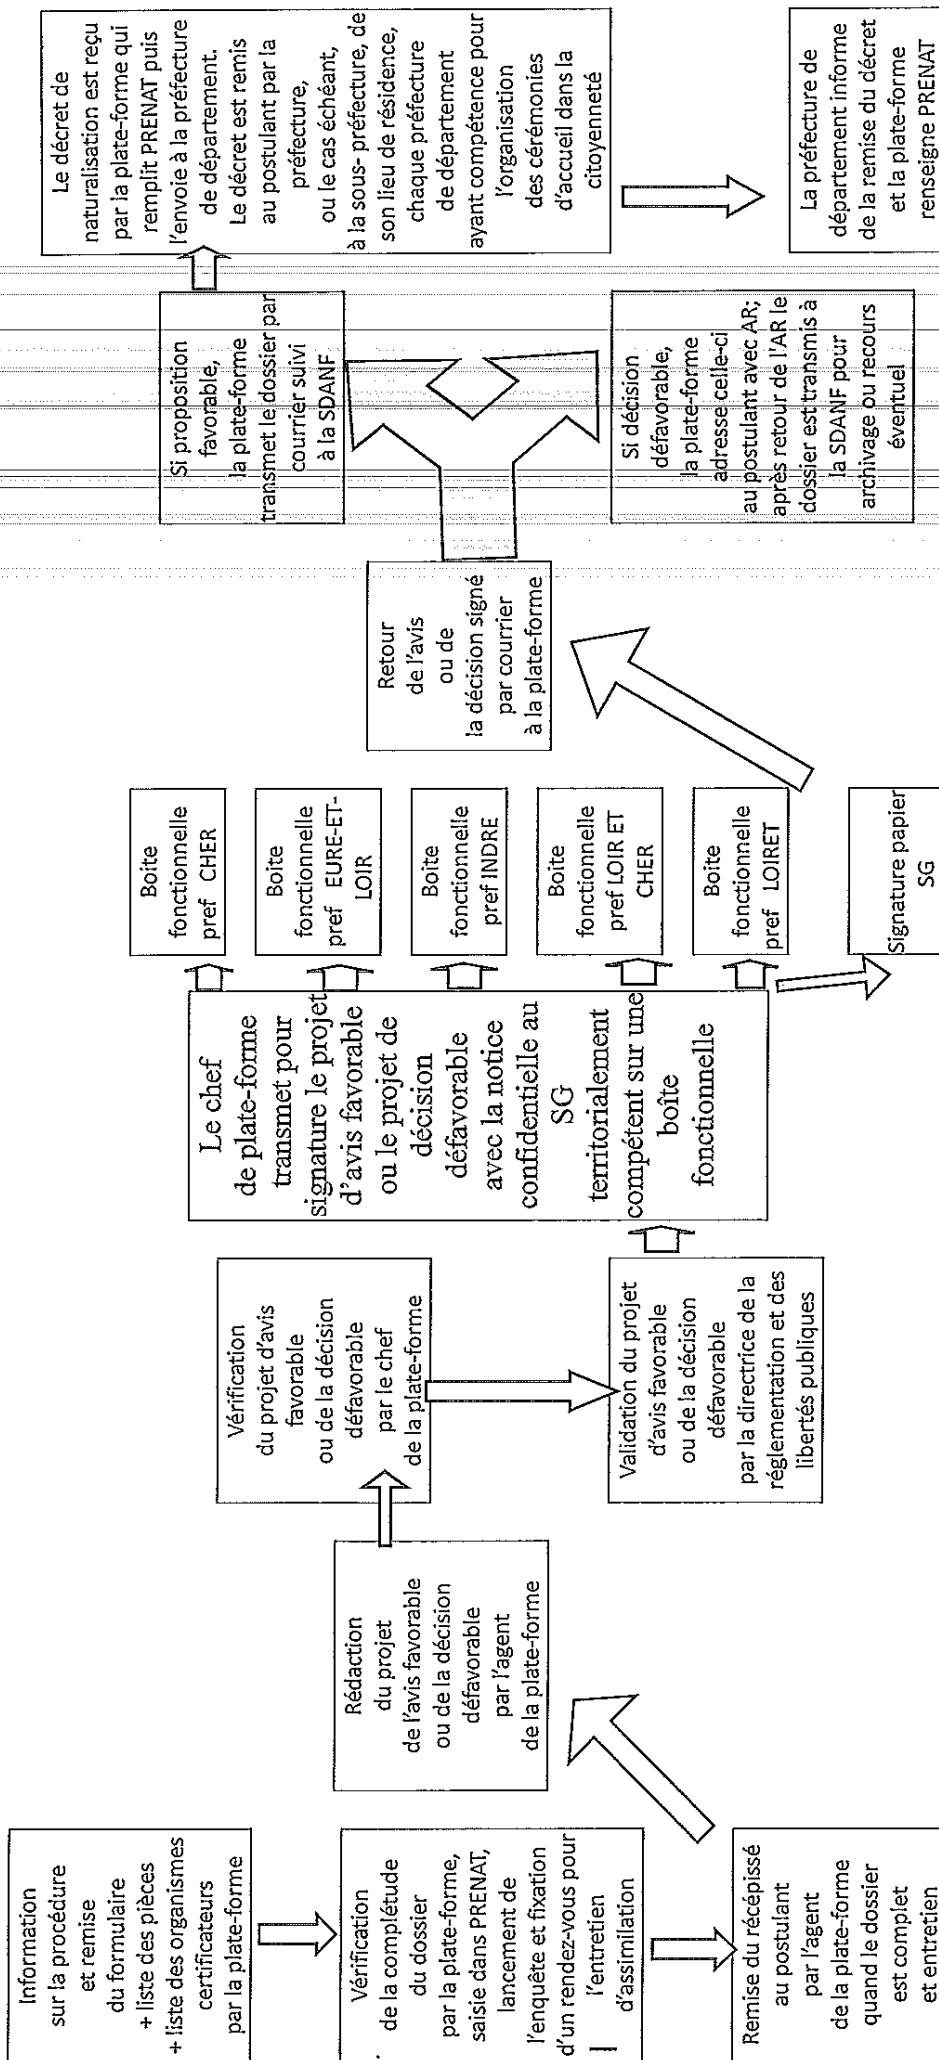 Information
sur la procédure
et remise
du formulaire
+ liste des pièces
+ liste des organismes
certificateurs
par la plate-forme
Vérification
de la complétude
du dossier
par la plate-forme,
saisie dans PRENAT,
lancement de
l'enquête et fixation
d'un rendez-vous pour
l'entretien
d'assimilation
Remise du récépissé
au postulant
par l'agent
de la plate-forme
quand le dossier
est complet
et entretien
Rédaction
du projet
de l'avis favorable
ou de la décision
défavorable
par l'agent
de la plate-forme
Vérification
du projet d'avis
favorable
ou de la décision
défavorable
par le chef
de la plate-forme
Validation du projet
d'avis favorable
ou de la décision
défavorable
par la directrice de la
réglementation et des
libertés publiques
Le chef
de plate-forme
transmet pour
signature le projet
d'avis favorable
ou le projet de
décision
défavorable
avec la notice
confidentielle au
SG
territorialement
compétent sur une
boîte
fonctionnelle
Boite
fonctionnelle
pref CHER
Boite
fonctionnelle
pref EURE-ET-
LOIR
Boite
fonctionnelle
pref INDRE
Boite
fonctionnelle
pref LOIR ET
CHER
Boite
fonctionnelle
pref LOIRET
Signature papier
SG
Retour
de l'avis
ou de
la décision signé
par courrier
à la plate-forme
Si proposition
favorable,
la plate-forme
transmet le dossier par
courrier suivi
à la SDANF
Si décision
défavorable,
la plate-forme
adresse celle-ci
au postulant avec AR;
après retour de l'AR le
dossier est transmis à
la SDANF pour
archivage ou recours
éventuel
Le décret de
naturalisation est reçu
par la plate-forme qui
remplit PRENAT puis
l'envoie à la préfecture
de département.
Le décret est remis
au postulant par la
préfecture,
ou le cas échéant,
à la sous- préfecture, de
son lieu de résidence,
chaque préfecture
de département
ayant compétence pour
l'organisation
des cérémonies
d'accueil dans la
citoyenneté
La préfecture de
département informe
de la remise du décret
et la plate-forme
renseigne PRENAT